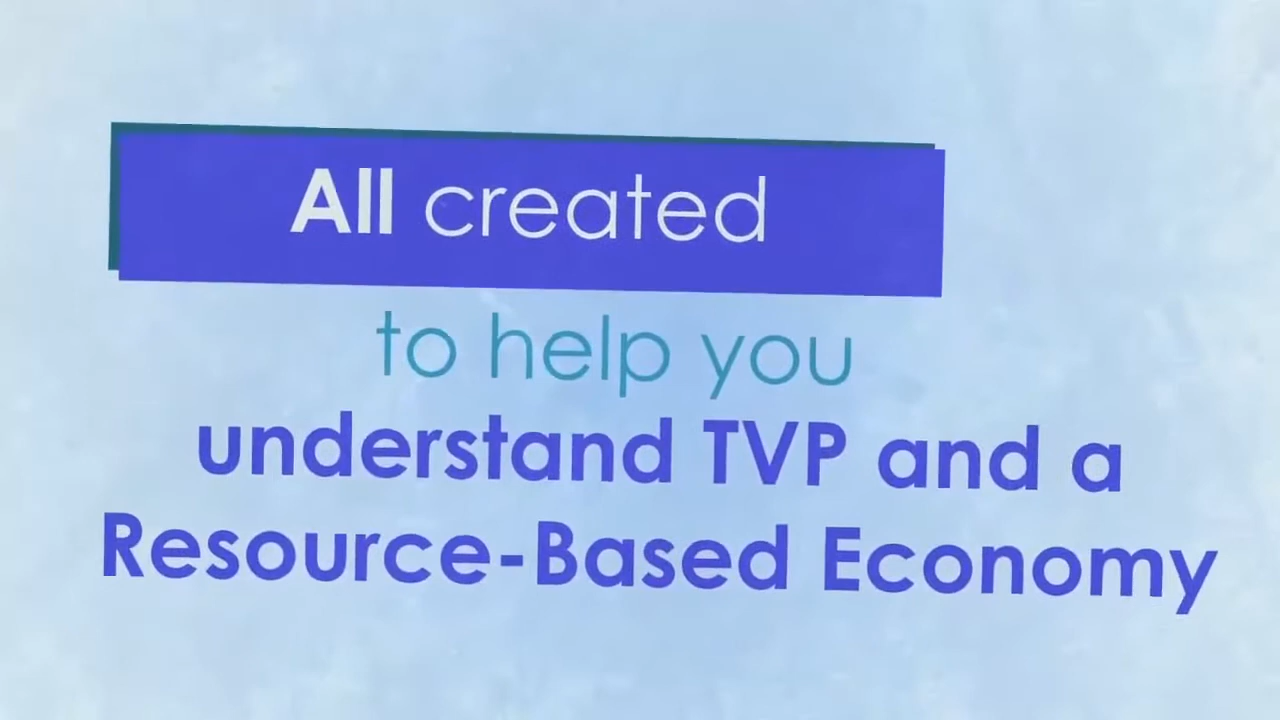 All created
to help you
understand TVP and a
Resource-Based Economy